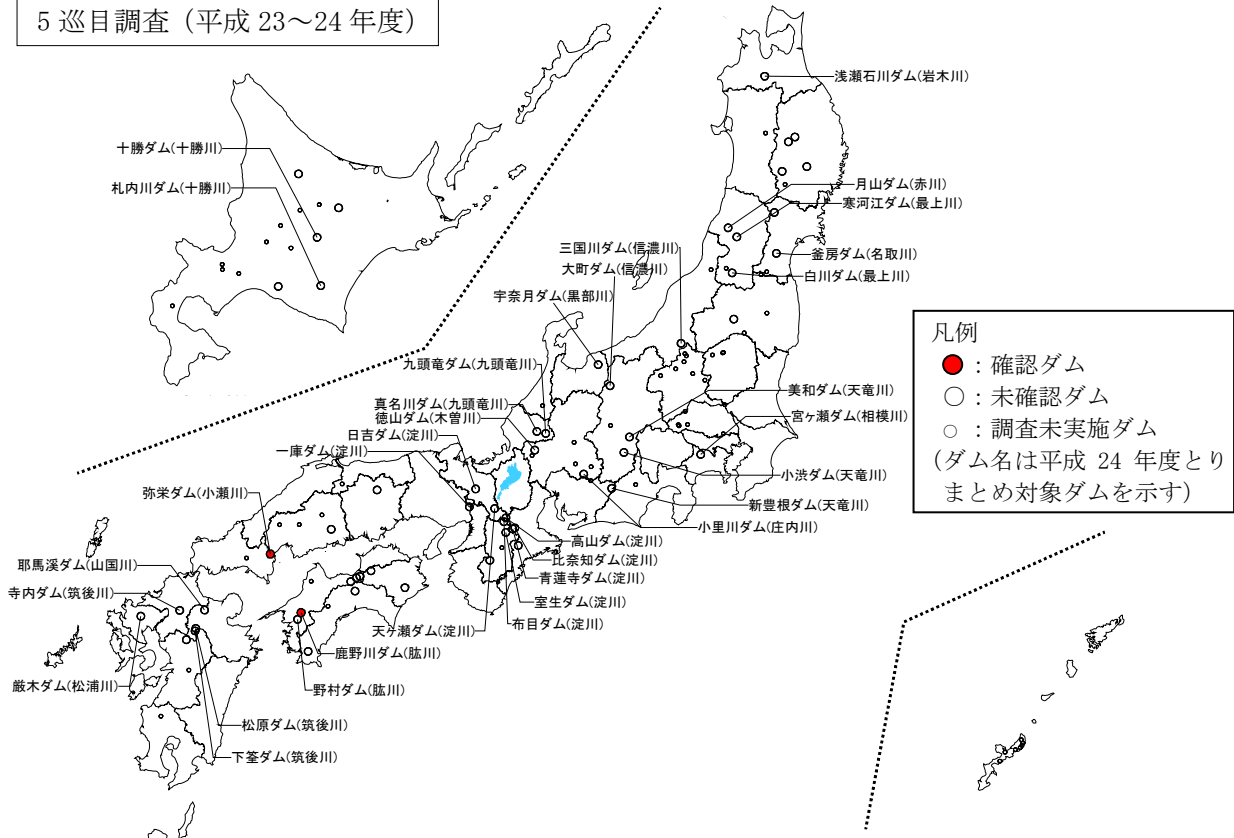 5 巡目調査（平成 23～24 年度）
浅瀬石川ダム(岩木川)
十勝ダム(十勝川)
札内川ダム(十勝川)
月山ダム(赤川)
寒河江ダム(最上川)
三国川ダム(信濃川)
釜房ダム(名取川)
大町ダム(信濃川)
白川ダム(最上川)
宇奈月ダム(黒部川)
九頭竜ダム(九頭竜川)
美和ダム(天竜川)
真名川ダム(九頭竜川)
徳山ダム(木曽川)
宮ヶ瀬ダム(相模川)
日吉ダム(淀川)
一庫ダム(淀川)
小渋ダム(天竜川)
弥栄ダム(小瀬川)
新豊根ダム(天竜川)
小里川ダム(庄内川)
高山ダム(淀川)
比奈知ダム(淀川)
耶馬溪ダム(山国川)
青蓮寺ダム(淀川)
寺内ダム(筑後川)
室生ダム(淀川)
布目ダム(淀川)
天ヶ瀬ダム(淀川)
鹿野川ダム(肱川)
厳木ダム(松浦川)
野村ダム(肱川)
松原ダム(筑後川)
下筌ダム(筑後川)
凡例
●：確認ダム
○：未確認ダム
○：調査未実施ダム
(ダム名は平成 24 年度とり
まとめ対象ダムを示す)